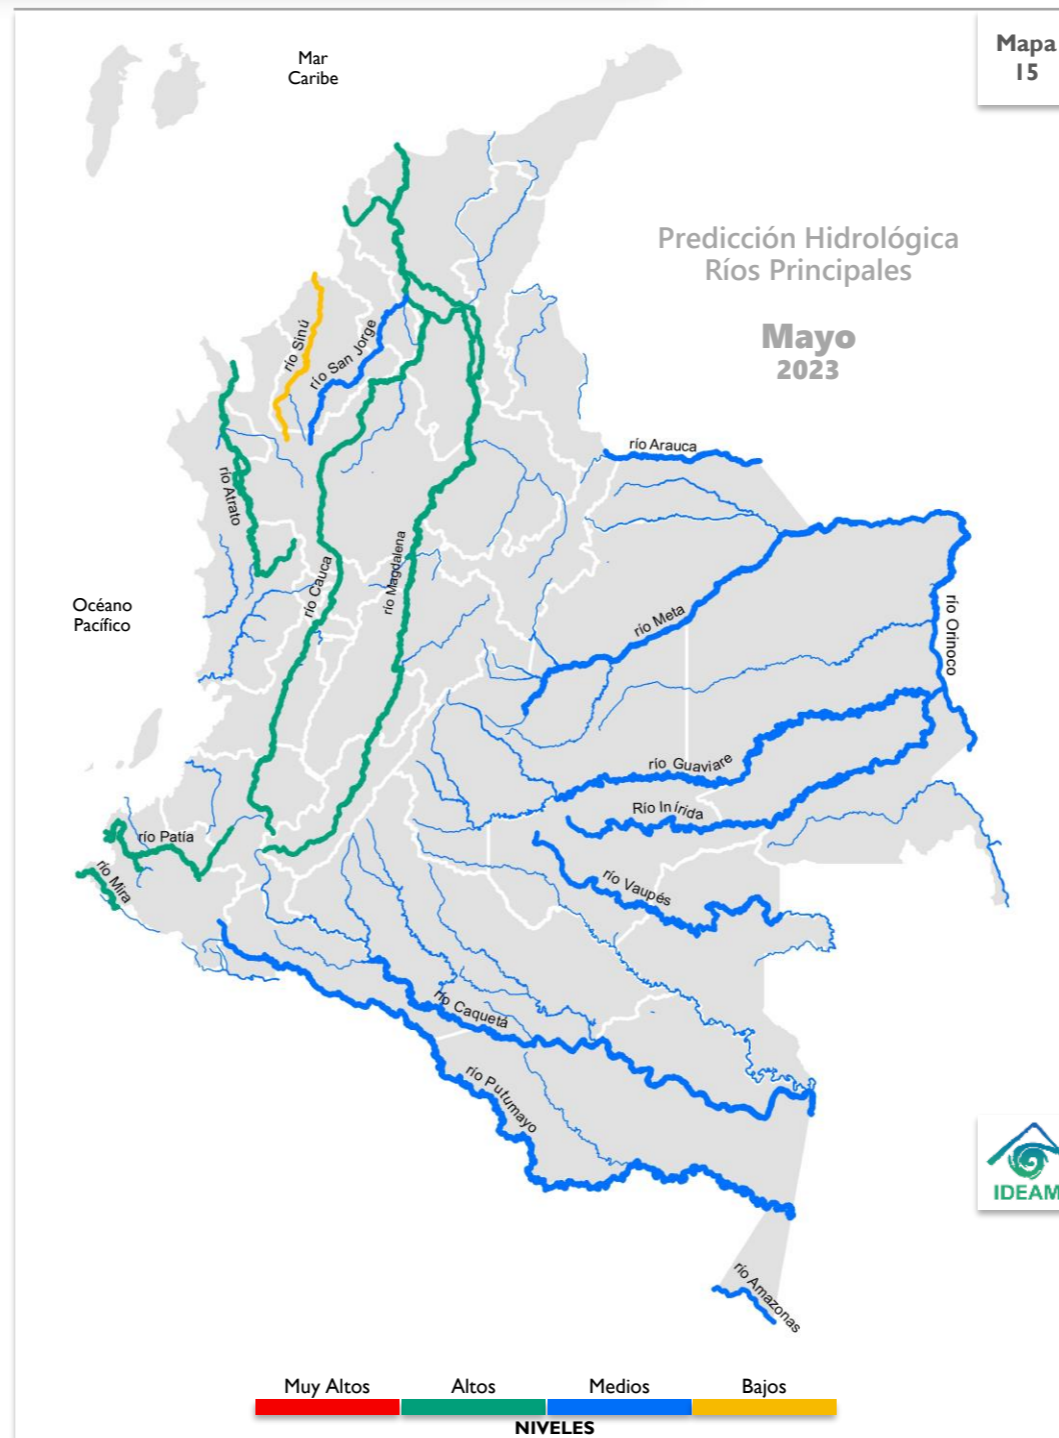 Mapa
15
Mar
Caribe
Predicción Hidrológica
Ríos Principales
Mayo
2023
río Sinú
río San Jorge
río Arauca
río Atrato
río Cauca
río Magdalena
río Meta
río Orinoco
Océano
Pacífico
río Guaviare
Río Inírida
río Patía
río Mira
río Vaupés
río Caquetá
río Putumayo
río Amazonas
IDEAM
Muy Altos
Altos
Medios
Bajos
NIVELES